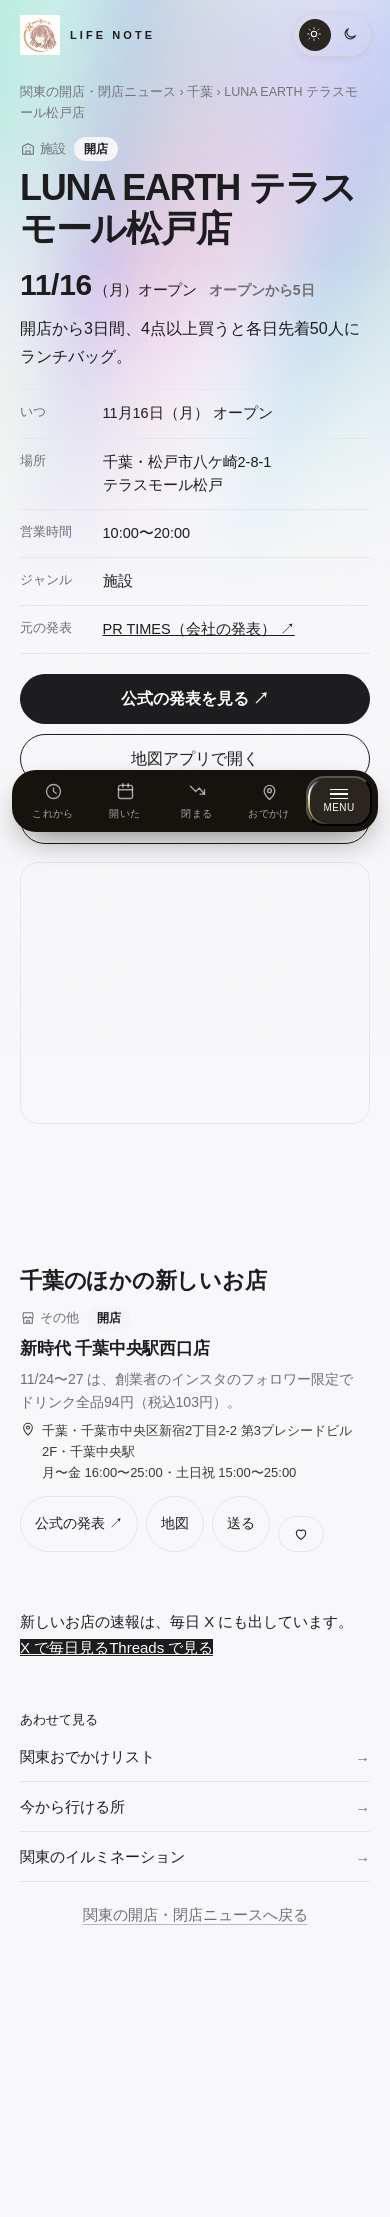 LIFE NOTE
関東の開店・閉店ニュース › 千葉 › LUNA EARTH テラスモ
ール松戸店
施設 開店
LUNA EARTH テラス
モール松戸店
11/16（月）オープン オープンから5日
開店から3日間、4点以上買うと各日先着50人に
ランチバッグ。
いつ 11月16日（月） オープン
場所 千葉・松戸市八ケ崎2-8-1
テラスモール松戸
営業時間 10:00〜20:00
ジャンル 施設
元の発表 PR TIMES（会社の発表） ↗
公式の発表を見る ↗
地図アプリで開く
これから 開いた 閉まる おでかけ MENU
千葉のほかの新しいお店
その他 開店
新時代 千葉中央駅西口店
11/24〜27 は、創業者のインスタのフォロワー限定で
ドリンク全品94円（税込103円）。
千葉・千葉市中央区新宿2丁目2-2 第3プレシードビル
2F・千葉中央駅
月〜金 16:00〜25:00・土日祝 15:00〜25:00
公式の発表 ↗ 地図 送る
新しいお店の速報は、毎日 X にも出しています。
X で毎日見るThreads で見る
あわせて見る
関東おでかけリスト →
今から行ける所 →
関東のイルミネーション →
関東の開店・閉店ニュースへ戻る